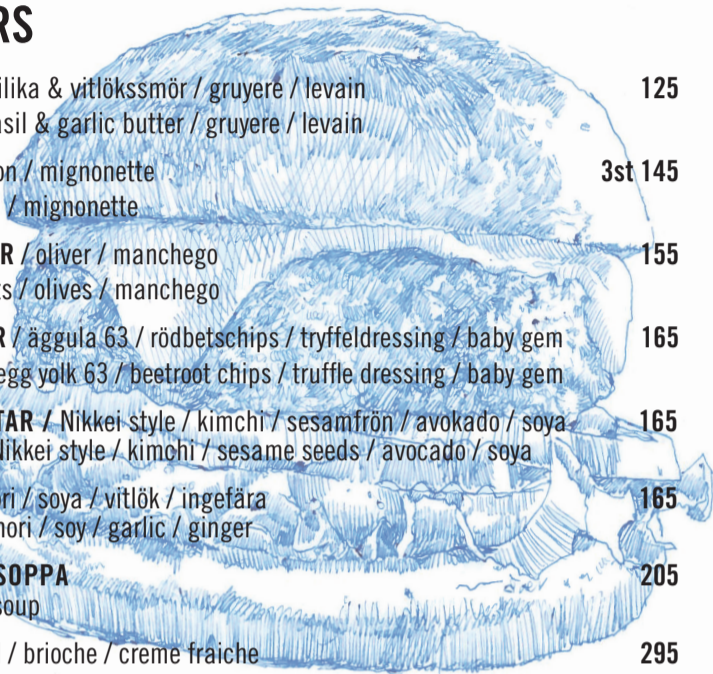 RS
ilika & vitlökssmör / gruyere / levain 125
sil & garlic butter / gruyere / levain
on / mignonette 3st 145
/ mignonette
R / oliver / manchego 155
ts / olives / manchego
R / äggula 63 / rödbetschips / tryffeldressing / baby gem 165
egg yolk 63 / beetroot chips / truffle dressing / baby gem
TAR / Nikkei style / kimchi / sesamfrön / avokado / soya 165
Nikkei style / kimchi / sesame seeds / avocado / soya
ori / soya / vitlök / ingefära 165
nori / soy / garlic / ginger
SOPPA 205
soup
/ brioche / creme fraiche 295